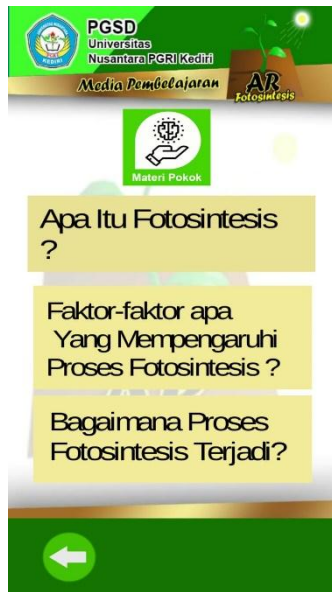 PGSD
Universitas
Nusantara PGRI Kediri
Media Pembelajaran
AR
Fotosintesis
KEDIRI
Materi Pokok
Apa Itu Fotosintesis
?
Faktor-faktor apa
Yang Mempengaruhi
Proses Fotosintesis ?
Bagaimana Proses
Fotosintesis Terjadi?